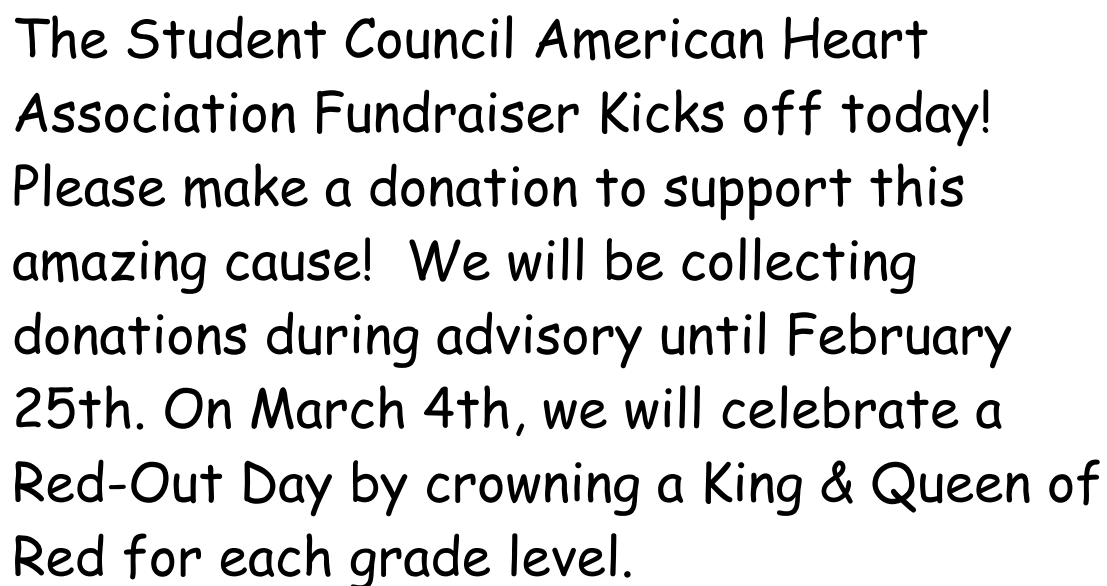 The Student Council American Heart
Association Fundraiser Kicks off today!
Please make a donation to support this
amazing cause!  We will be collecting
donations during advisory until February
25th. On March 4th, we will celebrate a
Red-Out Day by crowning a King & Queen of
Red for each grade level.